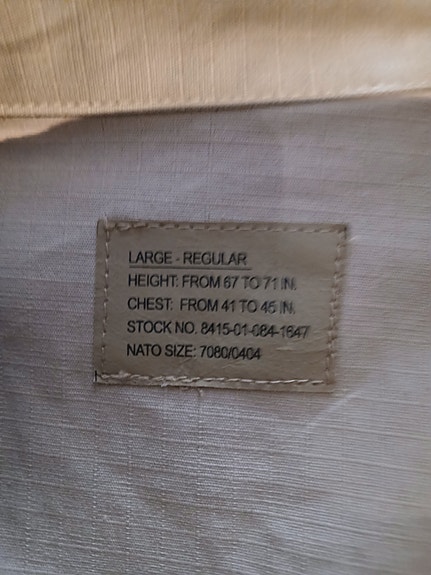 LARGE - REGULAR
HEIGHT: FROM 67 TO 71 IN.
CHEST: FROM 41 TO 45 IN.
STOCK NO. 8415-01-084-1647
NATO SIZE: 7080/0404